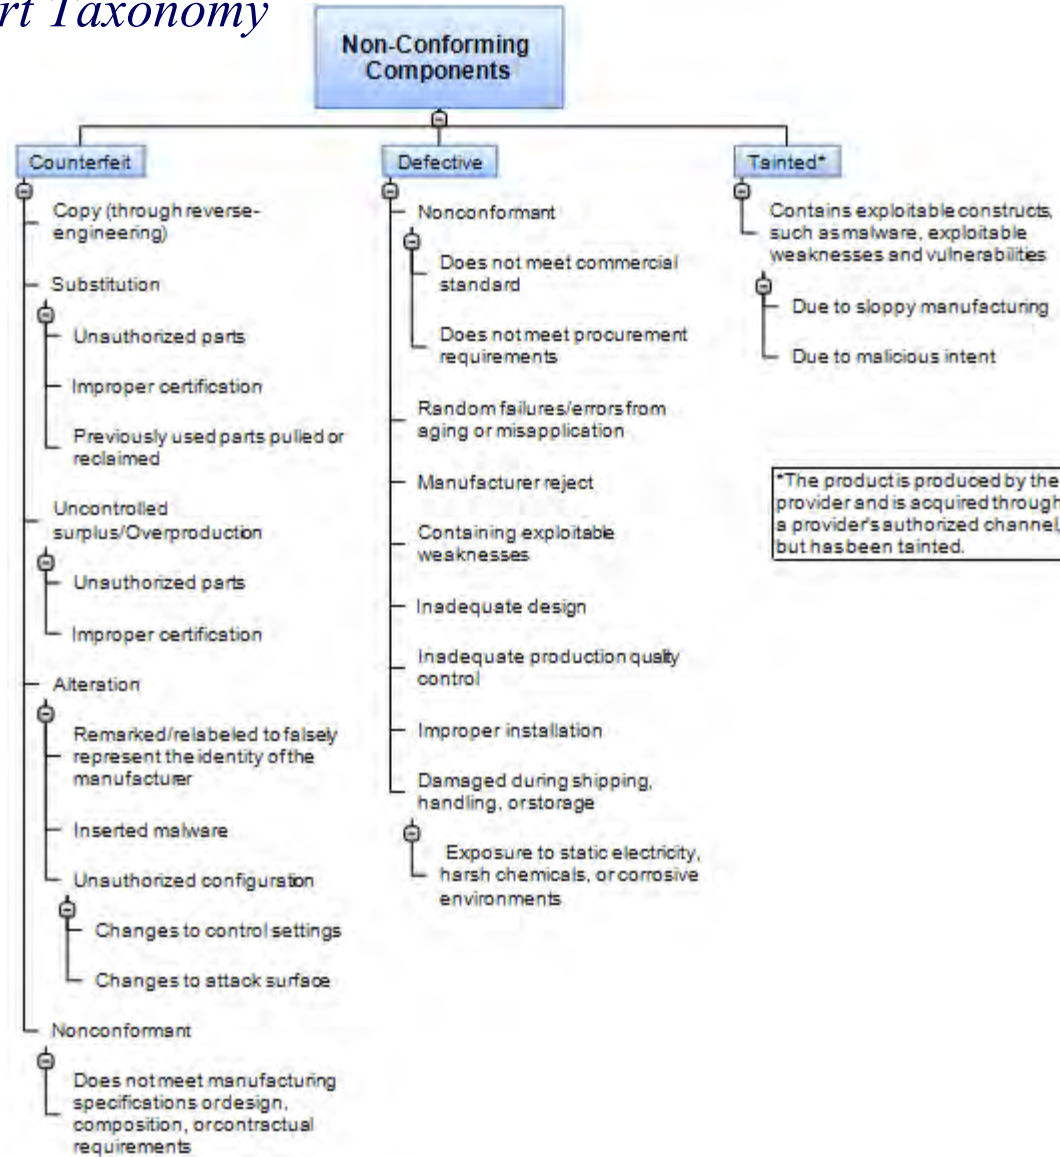 rt Taxonomy
Non-Conforming
Components
Counterfeit
Copy (through reverse-
engineering)
Substitution
Unauthorized parts
Improper certification
Previously used parts pulled or
reclaimed
Uncontrolled
surplus/Overproduction
Unauthorized parts
Improper certification
Alteration
Remarked/relabeled to falsely
represent the identity of the
manufacturer
Inserted malware
Unauthorized configuration
Changes to control settings
Changes to attack surface
Nonconformant
Does not meet manufacturing
specifications or design,
composition, or contractual
requirements
Defective
Nonconformant
Does not meet commercial
standard
Does not meet procurement
requirements
Random failures/errors from
aging or misapplication
Manufacturer reject
Containing exploitable
weaknesses
Inadequate design
Inadequate production quality
control
Improper installation
Damaged during shipping,
handling, or storage
Exposure to static electricity,
harsh chemicals, or corrosive
environments
Tainted*
Contains exploitable constructs,
such as malware, exploitable
weaknesses and vulnerabilities
Due to sloppy manufacturing
Due to malicious intent
*The product is produced by the
provider and is acquired through
a provider's authorized channel,
but has been tainted.